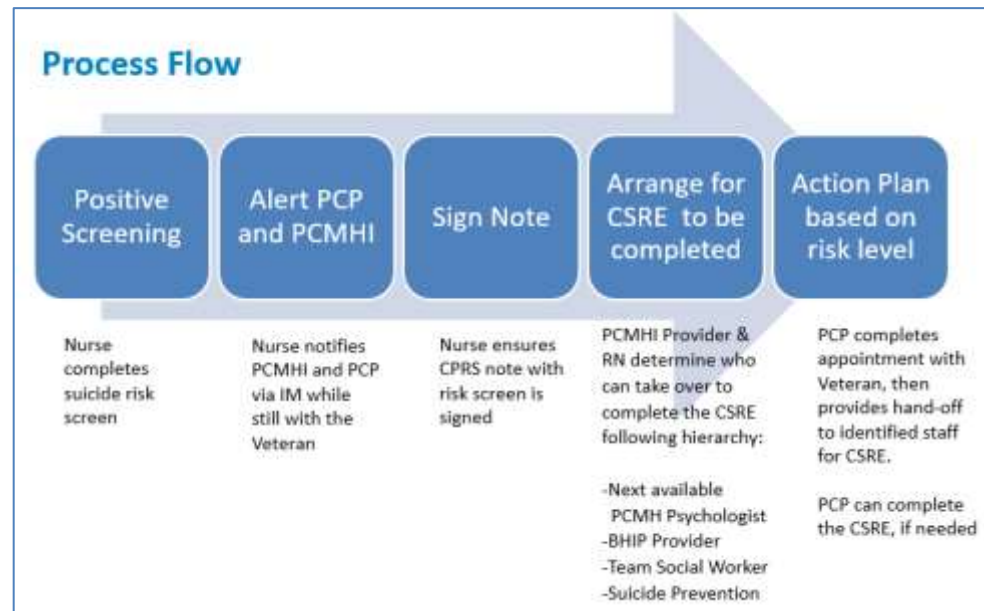 Process Flow
Positive
Screening
Alert PCP
and PCMHI
Sign Note
Arrange for
CSRE to be
completed
Action Plan
based on
risk level
Nurse
completes
suicide risk
screen
Nurse notifies
PCMHI and PCP
via IM while
still with the
Veteran
Nurse ensures
CPRS note with
risk screen is
signed
PCMHI Provider &
RN determine who
can take over to
complete the CSRE
following hierarchy:
-Next available
PCMH Psychologist
-BHIP Provider
-Team Social Worker
-Suicide Prevention
PCP completes
appointment with
Veteran, then
provides hand-off
to identified staff
for CSRE.
PCP can complete
the CSRE, if needed